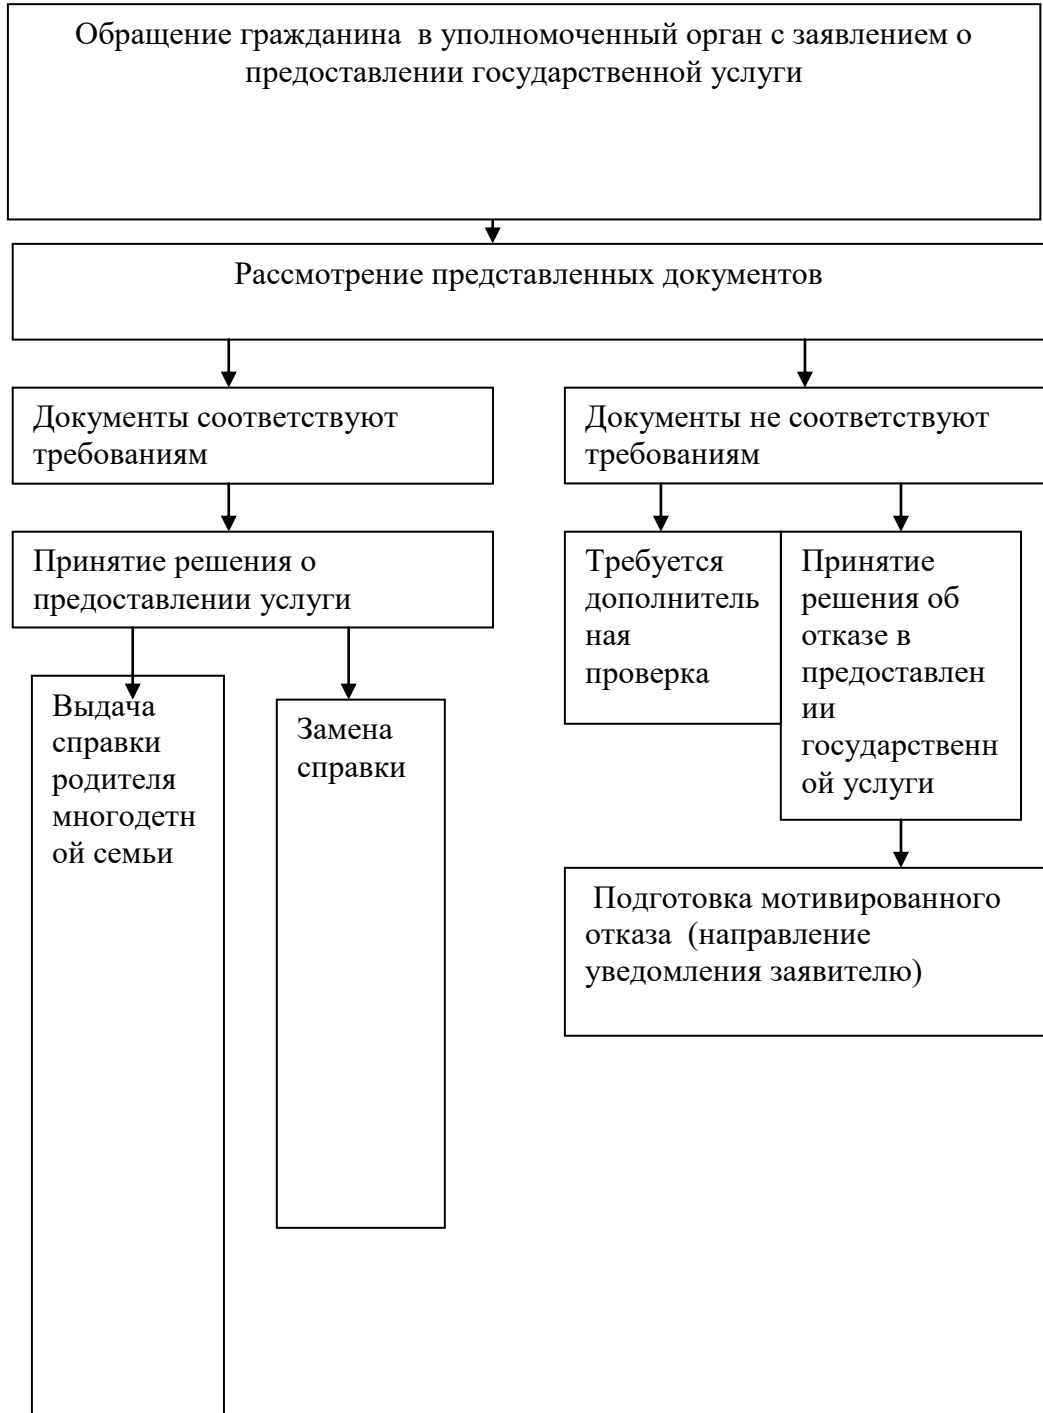 Обращение гражданина  в уполномоченный орган с заявлением о
предоставлении государственной услуги
Рассмотрение представленных документов
Документы соответствуют
требованиям
Документы не соответствуют
требованиям
Принятие решения о
предоставлении услуги
Требуется
дополнитель
ная
проверка
Принятие
решения об
отказе в
предоставлен
ии
государственн
ой услуги
Выдача
справки
родителя
многодетн
ой семьи
Замена
справки
Подготовка мотивированного
отказа  (направление
уведомления заявителю)